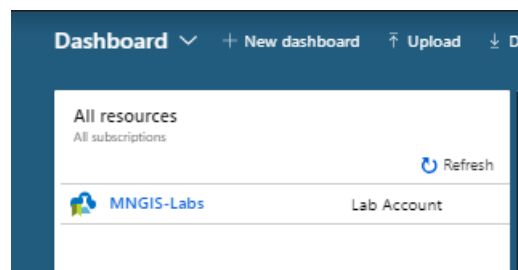 Dashboard + New dashboard Upload
All resources
All subscriptions
Refresh
MNGIS-Labs Lab Account